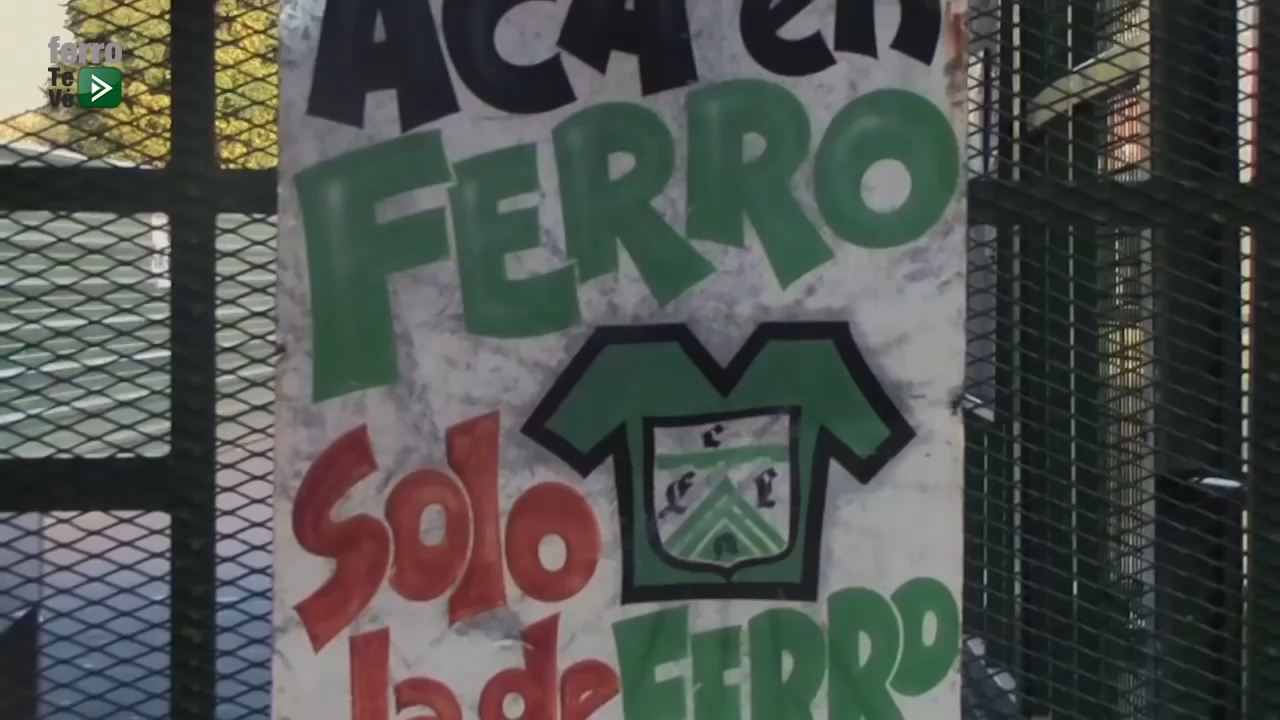 ferro
Te
Ve
ACA en
FERRO
Solo
la de FERRO
C
F C
O